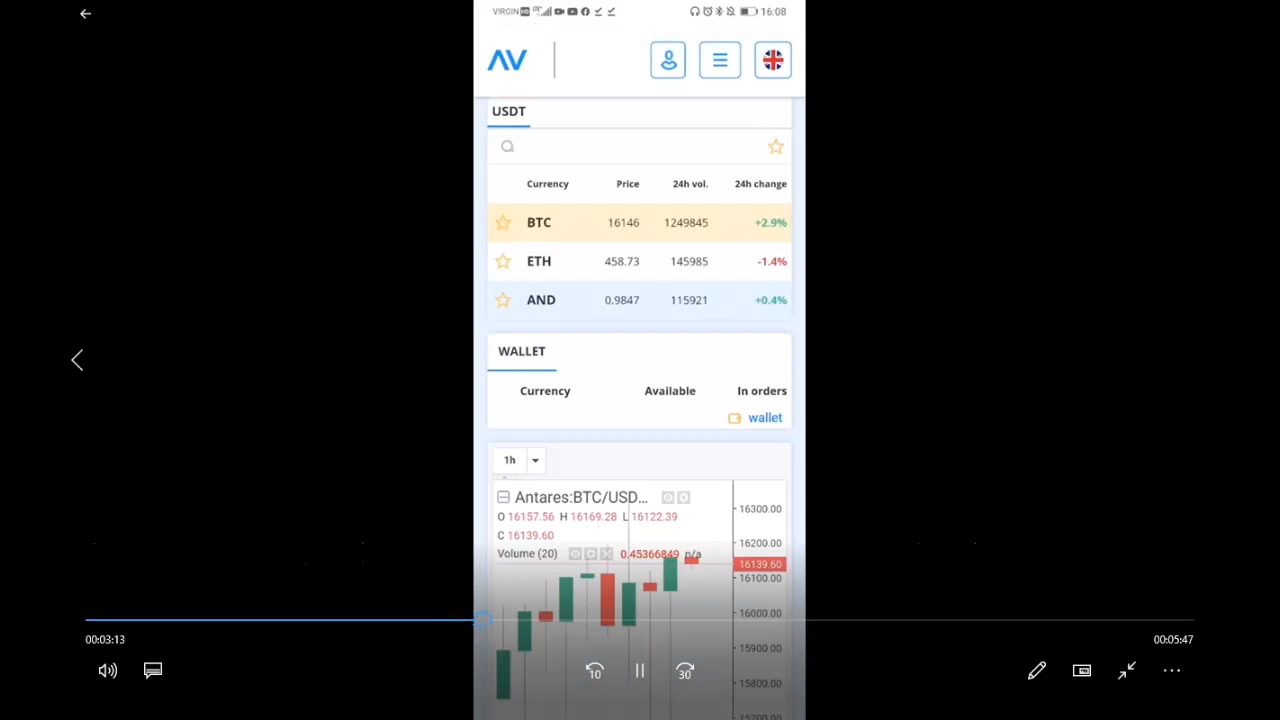 VIRGIN HD 16:08
AV
USDT
Currency Price 24h vol. 24h change
BTC 16146 1249845 +2.9%
ETH 458.73 145985 -1.4%
AND 0.9847 115921 +0.4%
WALLET
Currency Available In orders
wallet
1h
Antares:BTC/USD...
16300.00
O 16157.56 H 16169.28 L 16122.39
C 16139.60
16200.00
Volume (20) 0.45366849 n/a
16139.60
16100.00
16000.00
15900.00
15800.00
15700.00
00:03:13 00:05:47
10 30